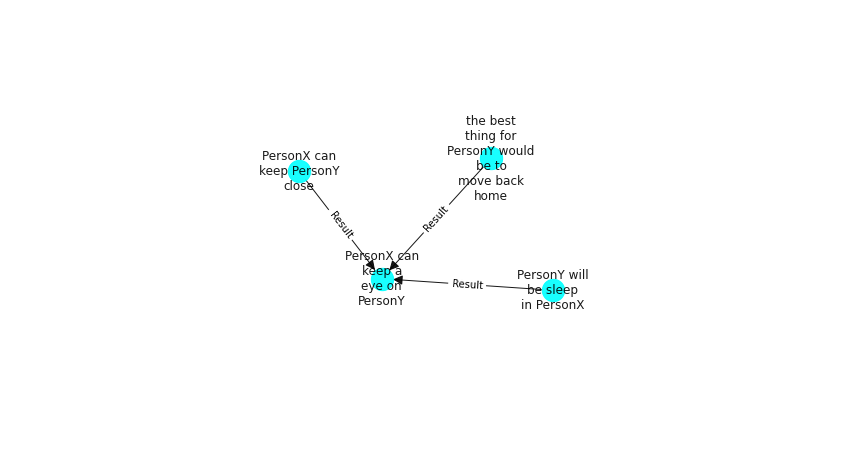 the best
thing for
PersonY would
be to
move back
home
PersonX can
keep PersonY
close
Result
Result
PersonX can
keep a
eye on
PersonY
Result
PersonY will
be sleep
in PersonX